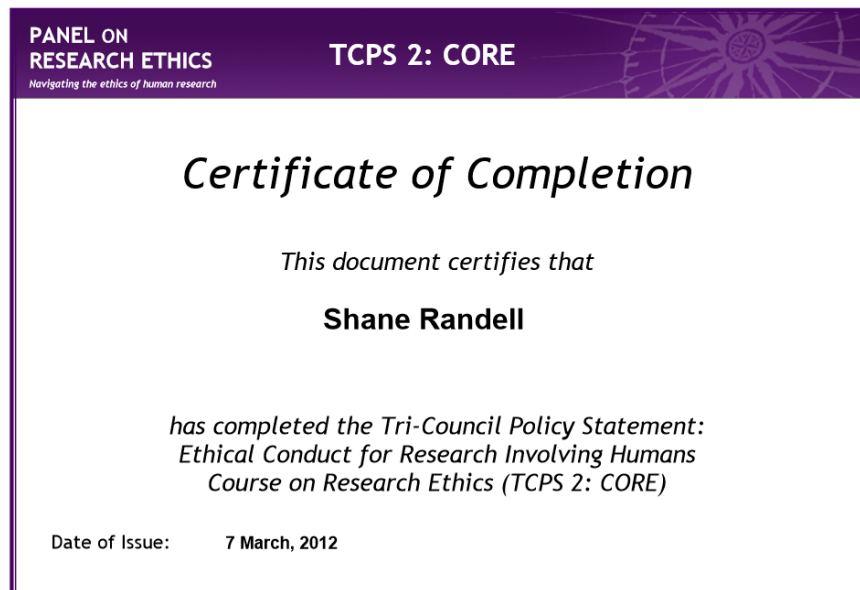 PANEL ON
RESEARCH ETHICS
Navigating the ethics of human research
TCPS 2: CORE
Certificate of Completion
This document certifies that
Shane Randell
has completed the Tri-Council Policy Statement:
Ethical Conduct for Research Involving Humans
Course on Research Ethics (TCPS 2: CORE)
Date of Issue: 7 March, 2012